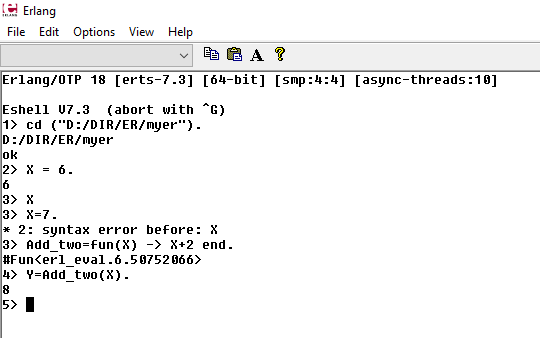 Erlang
ERLANG
File Edit Options View Help
A ?
Erlang/OTP 18 [erts-7.3] [64-bit] [smp:4:4] [async-threads:10]
Eshell V7.3  (abort with ^G)
1> cd ("D:/DIR/ER/myer").
D:/DIR/ER/myer
ok
2> X = 6.
6
3> X
3> X=7.
* 2: syntax error before: X
3> Add_two=fun(X) -> X+2 end.
#Fun<erl_eval.6.50752066>
4> Y=Add_two(X).
8
5>